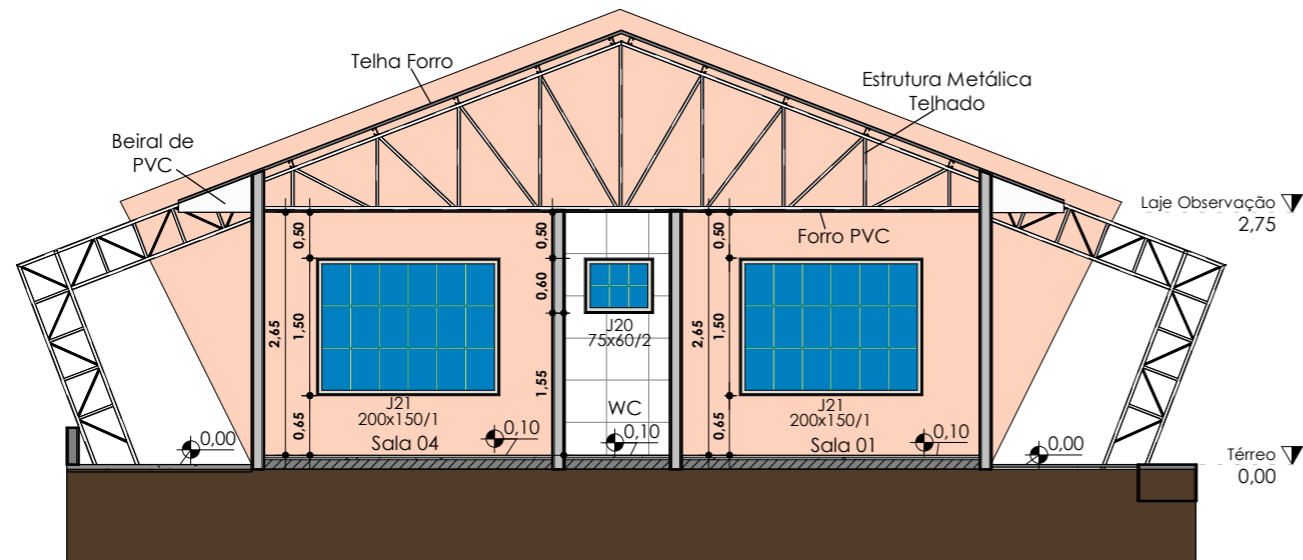 Telha Forro
Estrutura Metálica
Telhado
Beiral de
PVC
Laje Observação
2,75
Forro PVC
0,50
0,50
0,50
0,50
0,60
2,65
1,50
2,65
1,50
J20
75x60/2
1,55
J21
200x150/1
Sala 04
0,65
0,10
WC
0,10
0,65
J21
200x150/1
Sala 01
0,10
0,00
0,00
Térreo
0,00